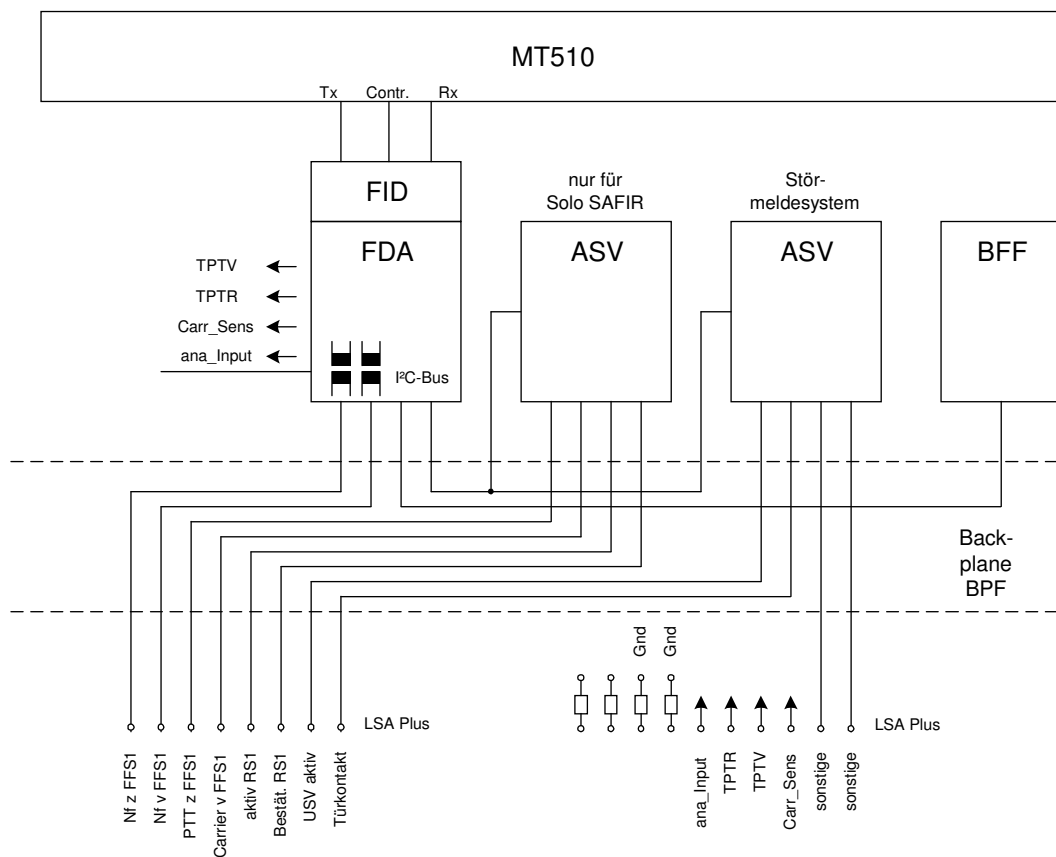 MT510
Tx
Contr.
Rx
FID
FDA
nur für
Solo SAFIR
ASV
Stör-
meldesystem
ASV
BFF
TPTV
TPTR
Carr_Sens
ana_Input
I²C-Bus
Back-
plane
BPF
Gnd
Gnd
LSA Plus
LSA Plus
Nf z FFS1
Nf v FFS1
PTT z FFS1
Carrier v FFS1
aktiv RS1
Bestät. RS1
USV aktiv
Türkontakt
ana_Input
TPTR
TPTV
Carr_Sens
sonstige
sonstige